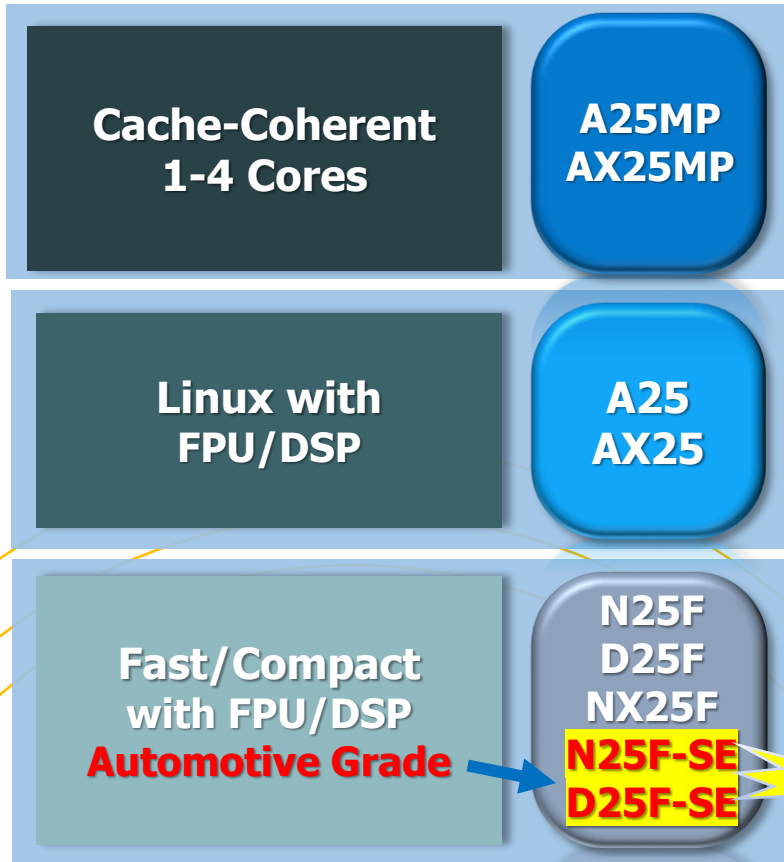 Cache-Coherent
1-4 Cores
A25MP
AX25MP
Linux with
FPU/DSP
A25
AX25
Fast/Compact
with FPU/DSP
Automotive Grade
N25F
D25F
NX25F
N25F-SE
D25F-SE